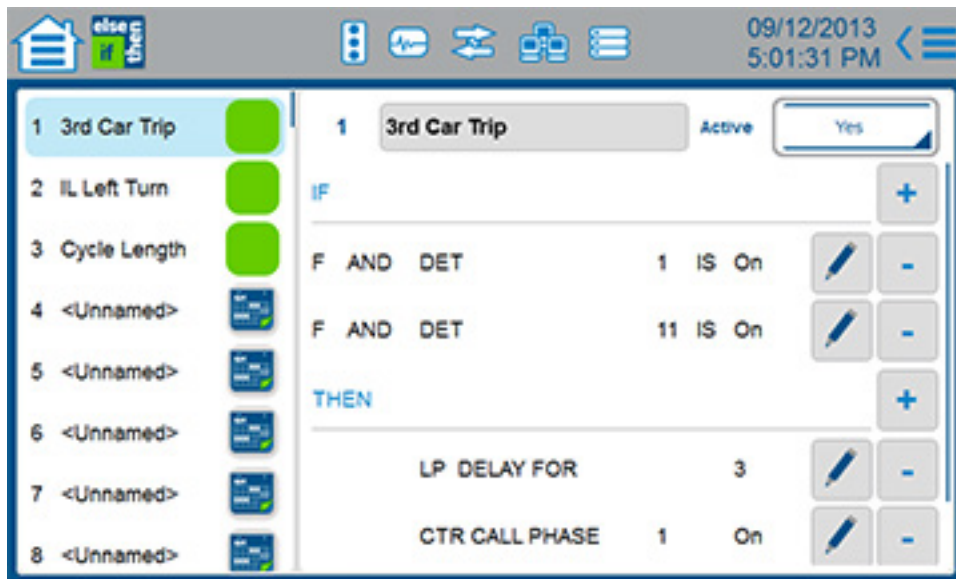 else
if
then
09/12/2013
5:01:31 PM
1 3rd Car Trip
2 IL Left Turn
3 Cycle Length
4 <Unnamed>
5 <Unnamed>
6 <Unnamed>
7 <Unnamed>
8 <Unnamed>
1 3rd Car Trip Active Yes
IF +
F AND DET 1 IS On -
F AND DET 11 IS On -
THEN +
LP DELAY FOR 3 -
CTR CALL PHASE 1 On -